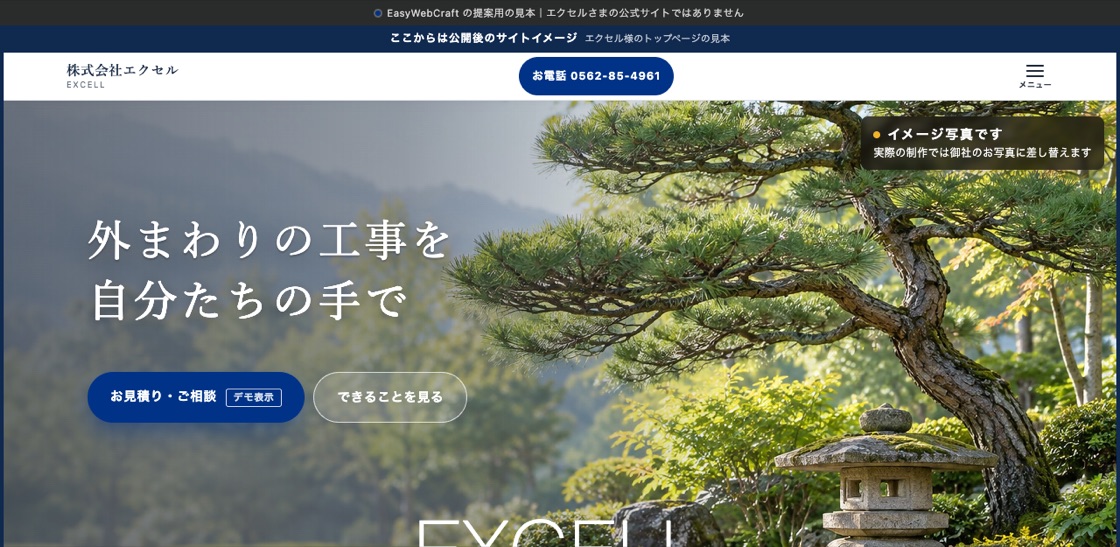 EasyWebCraft の提案用の見本｜エクセルさまの公式サイトではありません
ここからは公開後のサイトイメージ エクセル様のトップページの見本
株式会社エクセル
EXCELL
お電話 0562-85-4961
メニュー
イメージ写真です
実際の制作では御社のお写真に差し替えます
外まわりの工事を
自分たちの手で
お見積り・ご相談 デモ表示
できることを見る
EXCELL